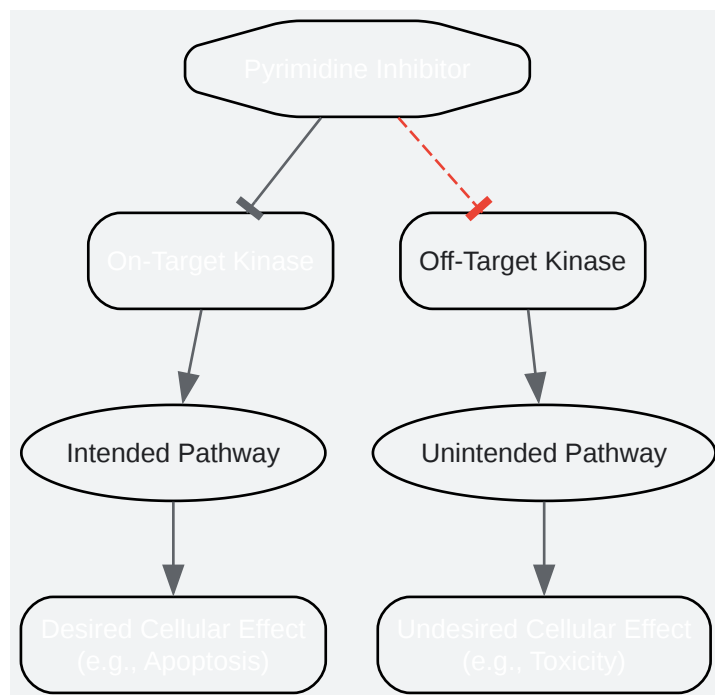 Pyrimidine Inhibitor
On-Target Kinase
Off-Target Kinase
Intended Pathway
Unintended Pathway
Desired Cellular Effect
(e.g., Apoptosis)
Undesired Cellular Effect
(e.g., Toxicity)